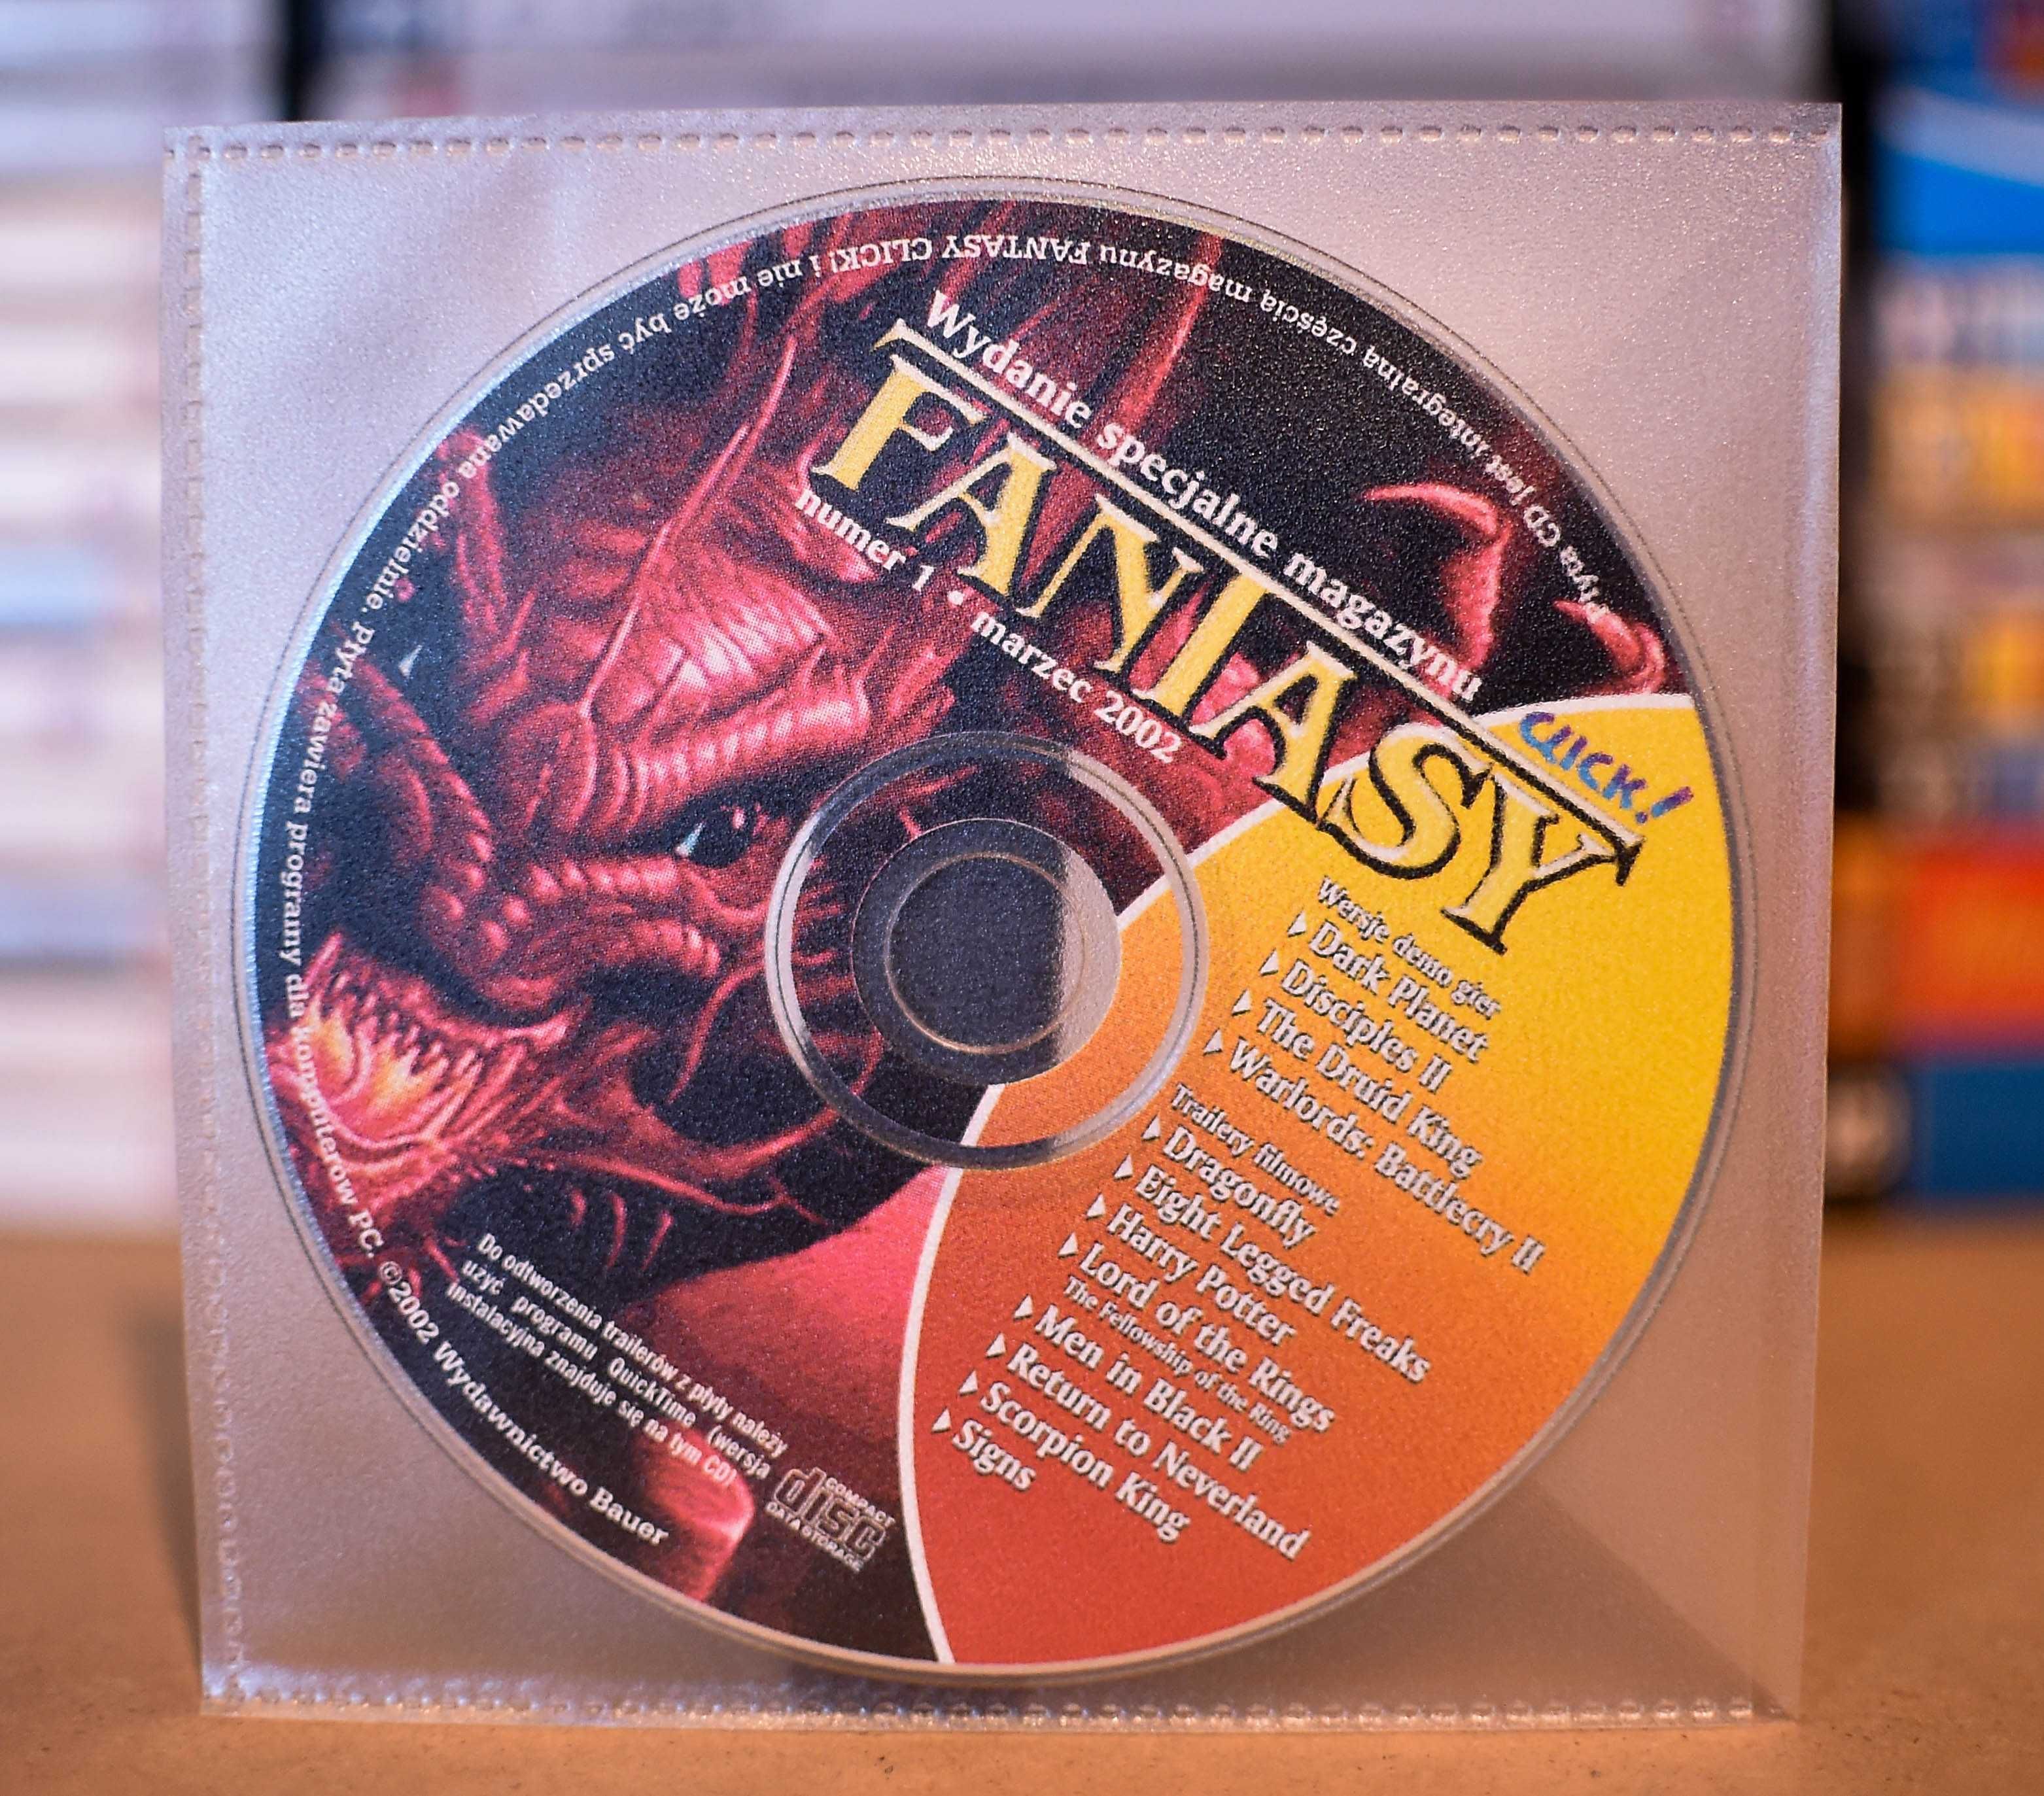 Wydanie specjalne magazynu
FANTASY
CLICK!
numer 1 • marzec 2002
Wersje demo gier
Dark Planet
Disciples II
The Druid King
Warlords: Battlecry II
Trailery filmowe
Dragonfly
Eight Legged Freaks
Harry Potter
Lord of the Rings
The Fellowship of the Ring
Men in Black II
Return to Neverland
Scorpion King
Signs
Do odtworzenia trailerów z płyty należy
użyć programu QuickTime (wersja
instalacyjna znajduje się na tym CD)
COMPACT
disc
DATA STORAGE
Płyta CD jest integralną częścią magazynu FANTASY CLICK! i nie może być sprzedawana oddzielnie. Płyta zawiera programy dla komputerów PC. ©2002 Wydawnictwo Bauer